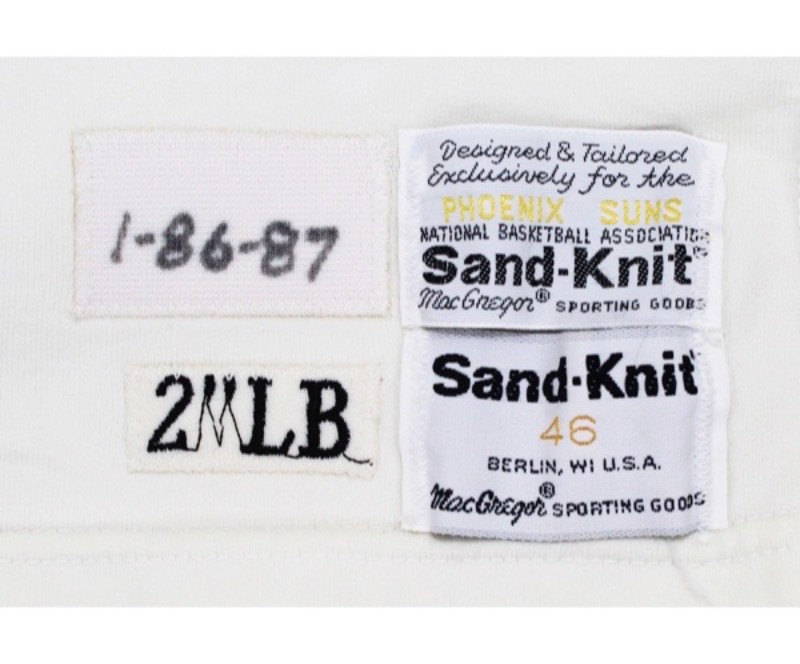 1-86-87
2MLB
Designed & Tailored
Exclusively for the
PHOENIX SUNS
NATIONAL BASKETBALL ASSOCIATION
Sand-Knit®
MacGregor® SPORTING GOODS
Sand-Knit
46
BERLIN, WI U.S.A.
MacGregor® SPORTING GOODS